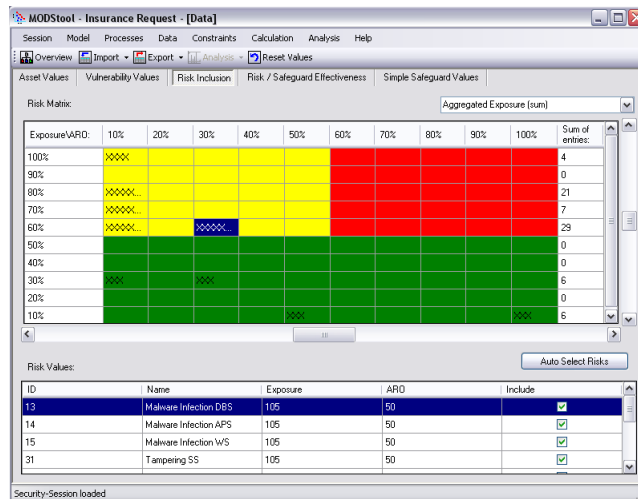 MODStool - Insurance Request - [Data]
Session Model Processes Data Constraints Calculation Analysis Help
Overview Import Export Analysis Reset Values
Asset Values Vulnerability Values Risk Inclusion Risk / Safeguard Effectiveness Simple Safeguard Values
Risk Matrix: Aggregated Exposure (sum)
Exposure\ARO: 10% 20% 30% 40% 50% 60% 70% 80% 90% 100% Sum of entries:
100% XXXX 4
90% 0
80% XXXXX... 21
70% XXXXX... 7
60% XXXXX... XXXXX... 29
50% 0
40% 0
30% XXX XXX 6
20% 0
10% XXX XXX 6
Auto Select Risks
Risk Values:
ID Name Exposure ARO Include
13 Malware Infection DBS 105 50
14 Malware Infection APS 105 50
15 Malware Infection WS 105 50
31 Tampering SS 105 50
Security-Session loaded